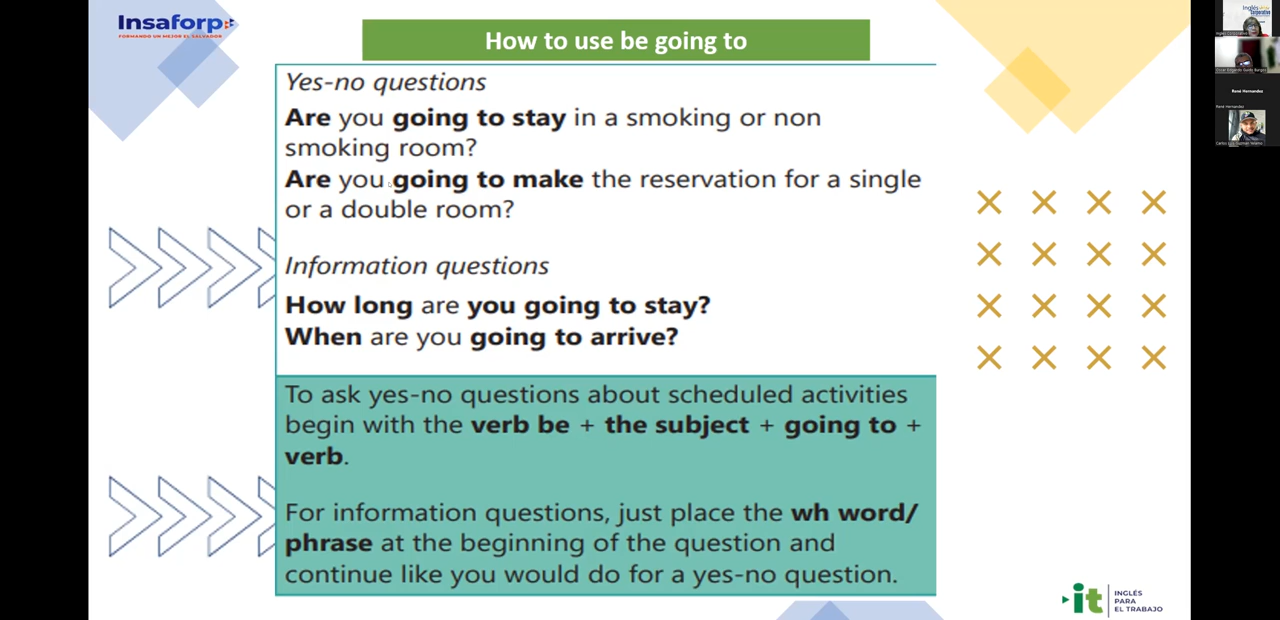 Insaforp
FORMANDO UN MEJOR EL SALVADOR
How to use be going to
Yes-no questions
Are you going to stay in a smoking or non
smoking room?
Are you going to make the reservation for a single
or a double room?
Information questions
How long are you going to stay?
When are you going to arrive?
To ask yes-no questions about scheduled activities
begin with the verb be + the subject + going to +
verb.
For information questions, just place the wh word/
phrase at the beginning of the question and
continue like you would do for a yes-no question.
it
INGLÉS
PARA
EL TRABAJO
René Hernandez
René Hernandez